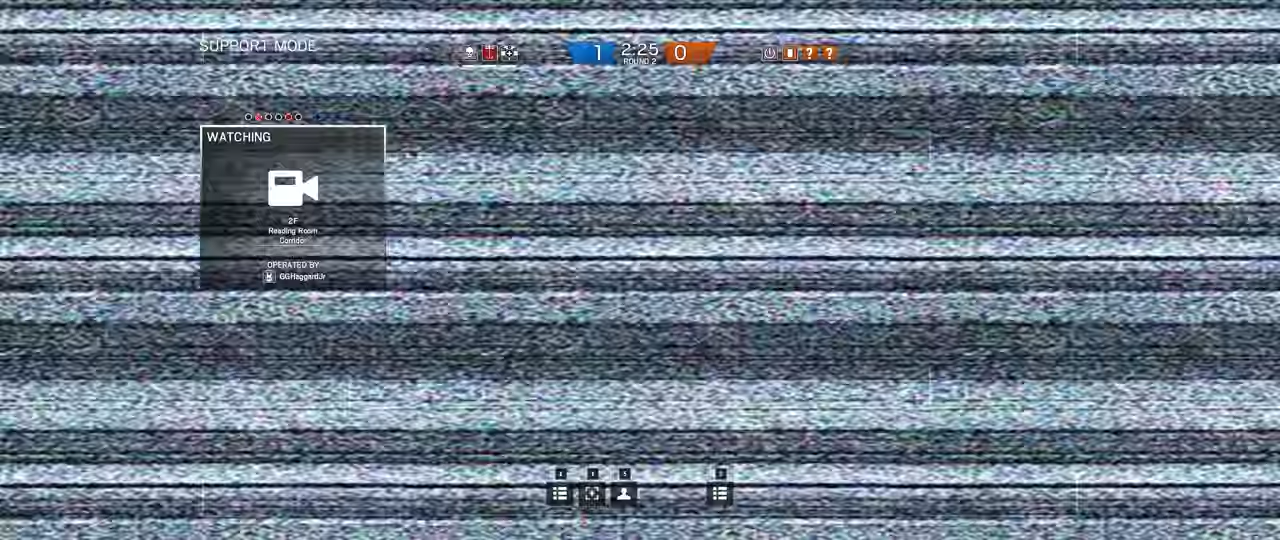 SUPPORT MODE
1 2:25 0
ROUND 2
? ?
WATCHING
2F
Reading Room
Corridor
OPERATED BY
GGHaggardJr